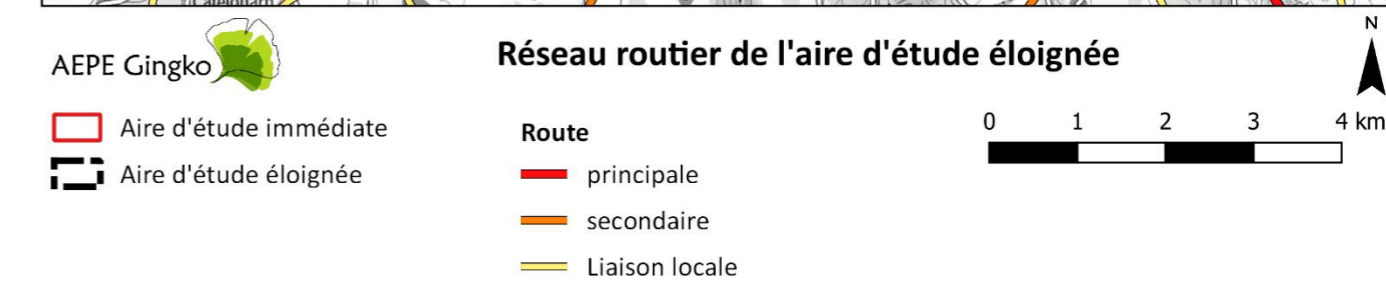 AEPE Gingko
Réseau routier de l'aire d'étude éloignée
N
Aire d'étude immédiate
Aire d'étude éloignée
Route
principale
secondaire
Liaison locale
0 1 2 3 4 km